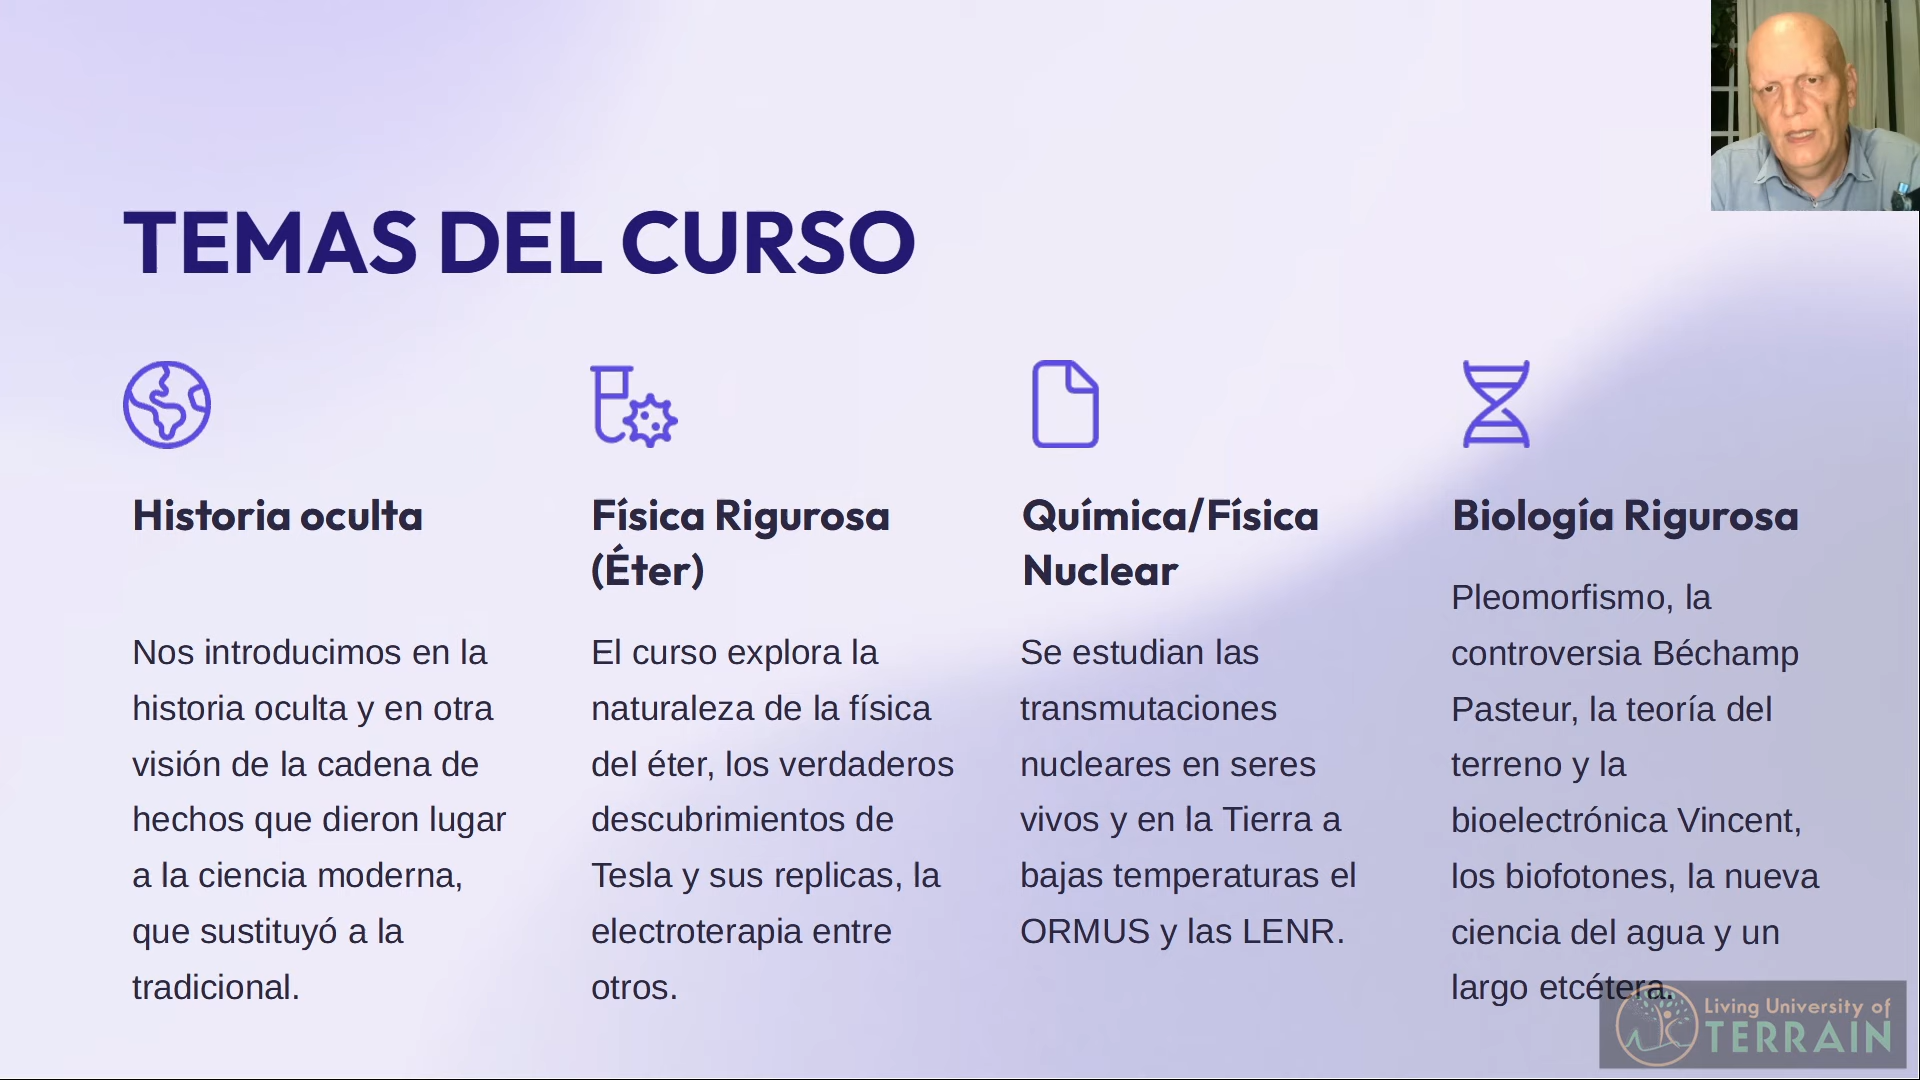 TEMAS DEL CURSO
Historia oculta
Nos introducimos en la
historia oculta y en otra
visión de la cadena de
hechos que dieron lugar
a la ciencia moderna,
que sustituyó a la
tradicional.
Física Rigurosa
(Éter)
El curso explora la
naturaleza de la física
del éter, los verdaderos
descubrimientos de
Tesla y sus replicas, la
electroterapia entre
otros.
Química/Física
Nuclear
Se estudian las
transmutaciones
nucleares en seres
vivos y en la Tierra a
bajas temperaturas el
ORMUS y las LENR.
Biología Rigurosa
Pleomorfismo, la
controversia Béchamp
Pasteur, la teoría del
terreno y la
bioelectrónica Vincent,
los biofotones, la nueva
ciencia del agua y un
largo etcétera.
Living University of
TERRAIN